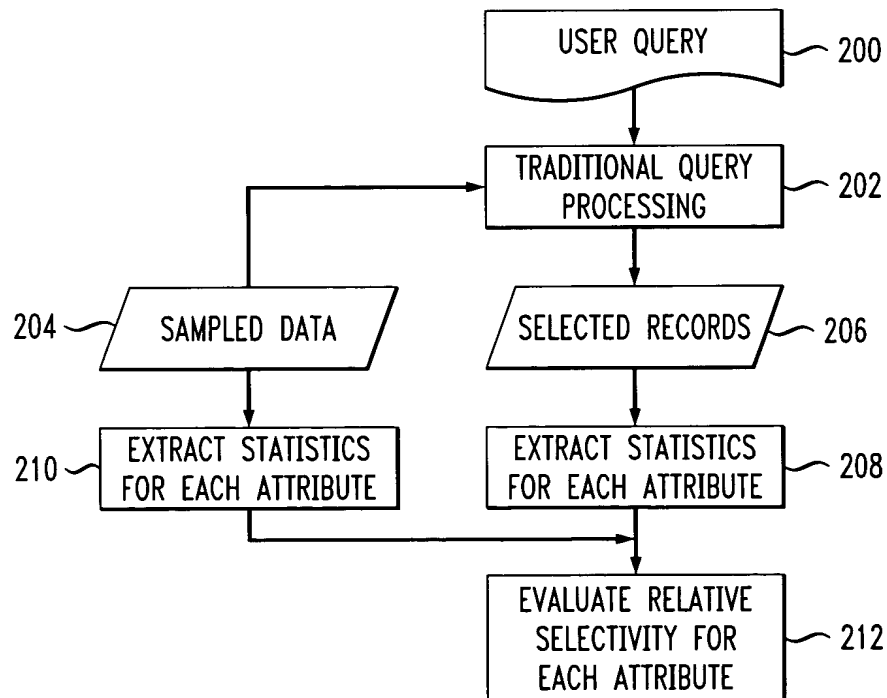 USER QUERY
200
TRADITIONAL QUERY
PROCESSING
202
204
SAMPLED DATA
SELECTED RECORDS
206
210
EXTRACT STATISTICS
FOR EACH ATTRIBUTE
EXTRACT STATISTICS
FOR EACH ATTRIBUTE
208
EVALUATE RELATIVE
SELECTIVITY FOR
EACH ATTRIBUTE
212